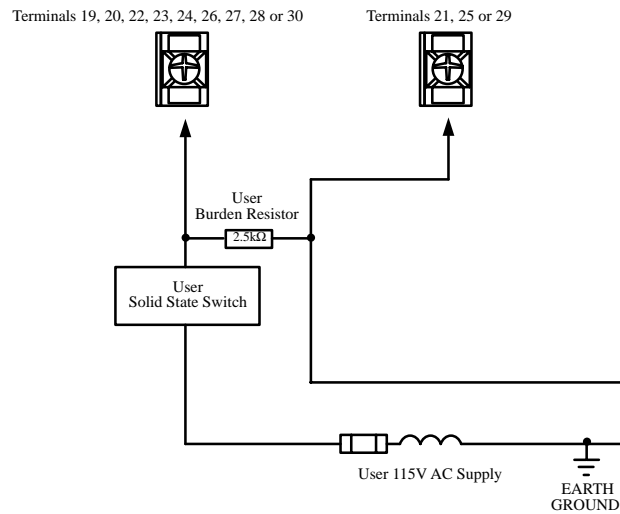 Terminals 19, 20, 22, 23, 24, 26, 27, 28 or 30
Terminals 21, 25 or 29
User
Burden Resistor
2.5kΩ
User
Solid State Switch
User 115V AC Supply
EARTH
GROUND